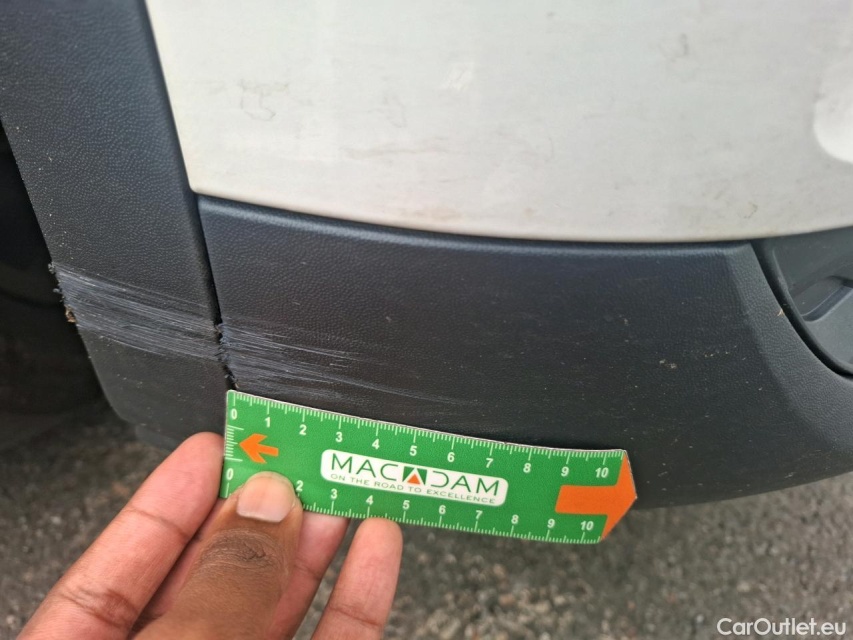 0 1 2 3 4 5 6 7 8 9 10
MACADAM
ON THE ROAD TO EXCELLENCE
0 2 3 4 5 6 7 8 9 10
CarOutlet.eu